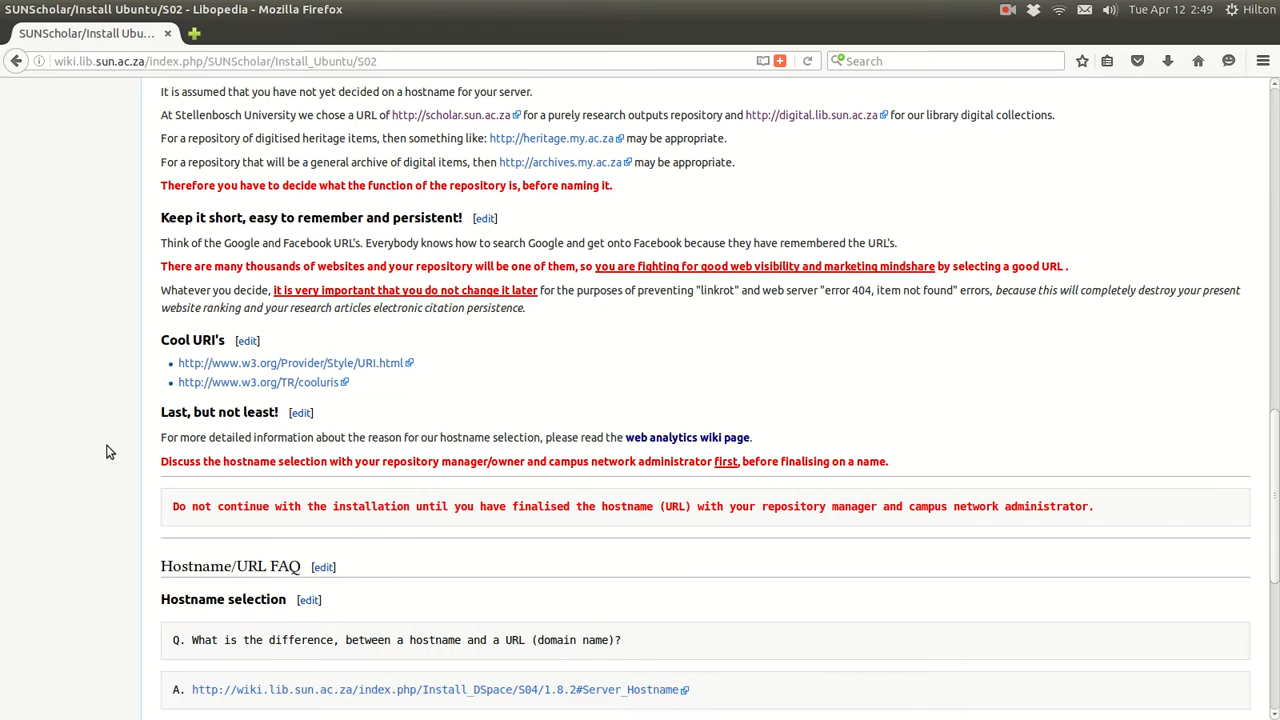 SUNScholar/Install Ubuntu/S02 - Libopedia - Mozilla Firefox
Tue Apr 12 2:49 Hilton
SUNScholar/Install Ubu...
wiki.lib.sun.ac.za/index.php/SUNScholar/Install_Ubuntu/S02
Search
It is assumed that you have not yet decided on a hostname for your server.
At Stellenbosch University we chose a URL of http://scholar.sun.ac.za for a purely research outputs repository and http://digital.lib.sun.ac.za for our library digital collections.
For a repository of digitised heritage items, then something like: http://heritage.my.ac.za may be appropriate.
For a repository that will be a general archive of digital items, then http://archives.my.ac.za may be appropriate.
Therefore you have to decide what the function of the repository is, before naming it.
Keep it short, easy to remember and persistent! [edit]
Think of the Google and Facebook URL's. Everybody knows how to search Google and get onto Facebook because they have remembered the URL's.
There are many thousands of websites and your repository will be one of them, so you are fighting for good web visibility and marketing mindshare by selecting a good URL .
Whatever you decide, it is very important that you do not change it later for the purposes of preventing "linkrot" and web server "error 404, item not found" errors, because this will completely destroy your present
website ranking and your research articles electronic citation persistence.
Cool URI's [edit]
http://www.w3.org/Provider/Style/URI.html
http://www.w3.org/TR/cooluris
Last, but not least! [edit]
For more detailed information about the reason for our hostname selection, please read the web analytics wiki page.
Discuss the hostname selection with your repository manager/owner and campus network administrator first, before finalising on a name.
Do not continue with the installation until you have finalised the hostname (URL) with your repository manager and campus network administrator.
Hostname/URL FAQ [edit]
Hostname selection [edit]
Q. What is the difference, between a hostname and a URL (domain name)?
A. http://wiki.lib.sun.ac.za/index.php/Install_DSpace/S04/1.8.2#Server_Hostname